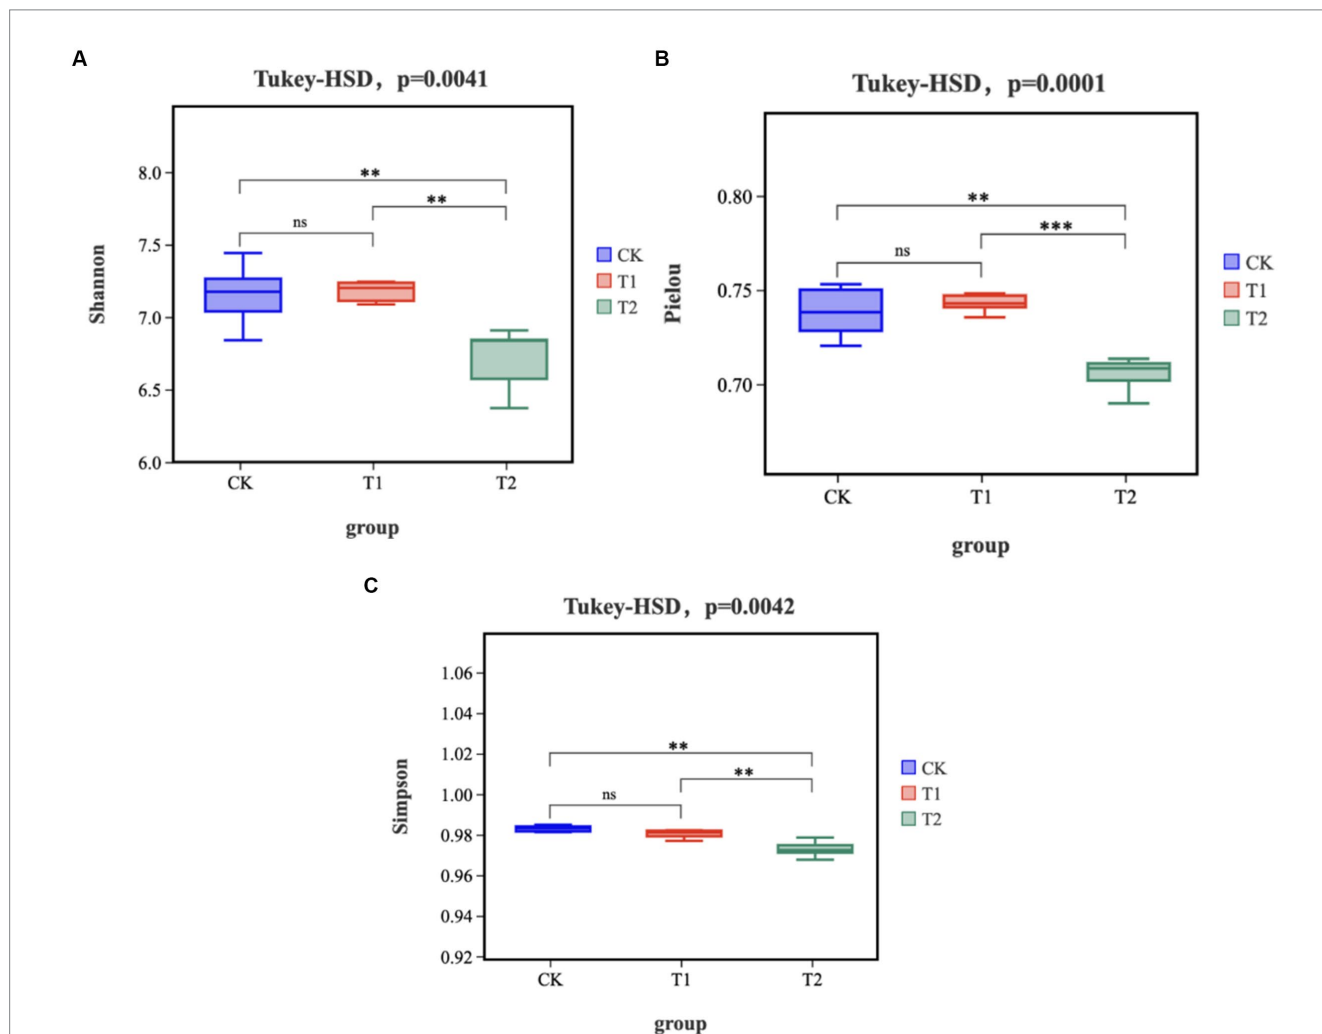 A
Tukey-HSD, p=0.0041
8.0
7.5
7.0
6.5
6.0
Shannon
**
**
ns
CK
T1
T2
group
CK
T1
T2
B
Tukey-HSD, p=0.0001
0.80
0.75
0.70
Pielou
**
***
ns
CK
T1
T2
group
CK
T1
T2
C
Tukey-HSD, p=0.0042
1.06
1.04
1.02
1.00
0.98
0.96
0.94
0.92
Simpson
**
**
ns
CK
T1
T2
group
CK
T1
T2